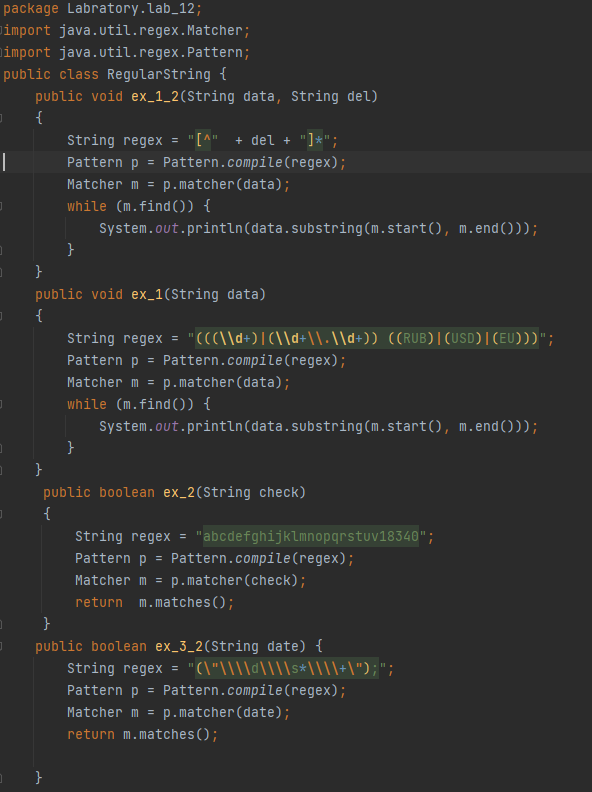 package Labratory.lab_12;
import java.util.regex.Matcher;
import java.util.regex.Pattern;
public class RegularString {
    public void ex_1_2(String data, String del)
    {
        String regex = "[^"  + del + "]*";
        Pattern p = Pattern.compile(regex);
        Matcher m = p.matcher(data);
        while (m.find()) {
            System.out.println(data.substring(m.start(), m.end()));
        }
    }
    public void ex_1(String data)
    {
        String regex = "(((\\d+)|(\\d+\\.\\d+)) ((RUB)|(USD)|(EU)))";
        Pattern p = Pattern.compile(regex);
        Matcher m = p.matcher(data);
        while (m.find()) {
            System.out.println(data.substring(m.start(), m.end()));
        }
    }
     public boolean ex_2(String check)
     {
         String regex = "abcdefghijklmnopqrstuv18340";
         Pattern p = Pattern.compile(regex);
         Matcher m = p.matcher(check);
         return  m.matches();
     }
    public boolean ex_3_2(String date) {
        String regex = "(\"\\\\d\\\\s*\\\\+\");";
        Pattern p = Pattern.compile(regex);
        Matcher m = p.matcher(date);
        return m.matches();

    }